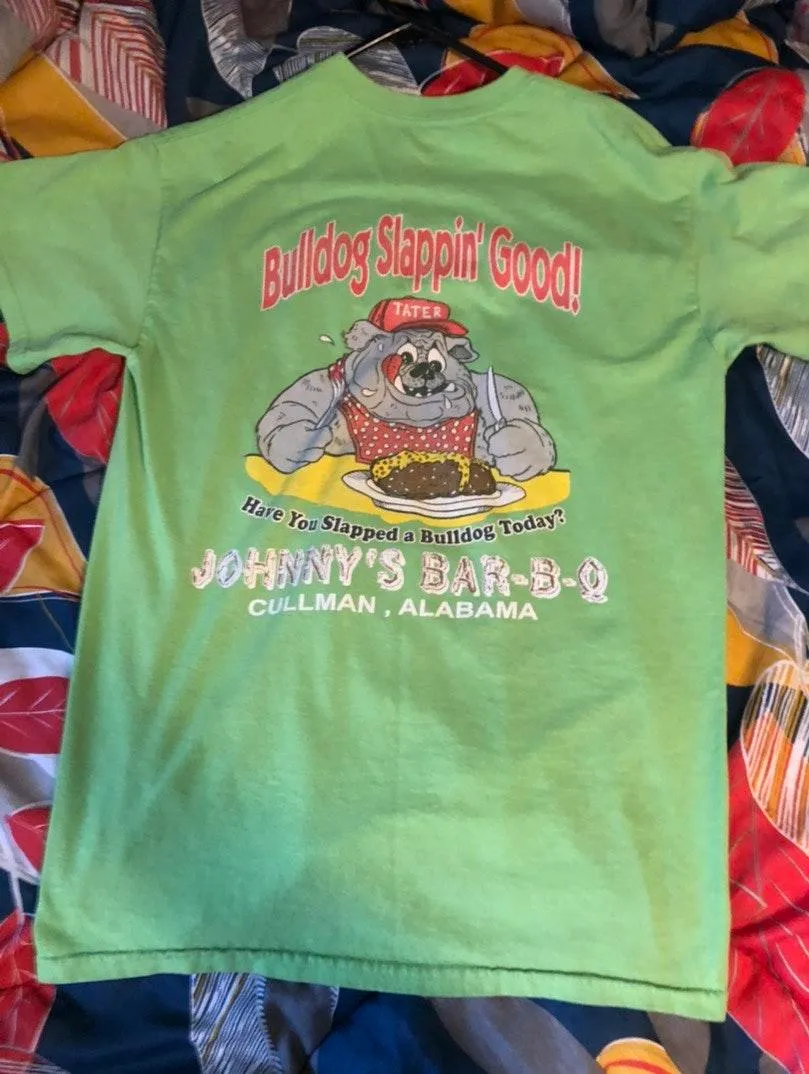 Bulldog Slappin' Good!
TATER
Have You Slapped a Bulldog Today?
JOHNNY'S BAR-B-Q
CULLMAN , ALABAMA